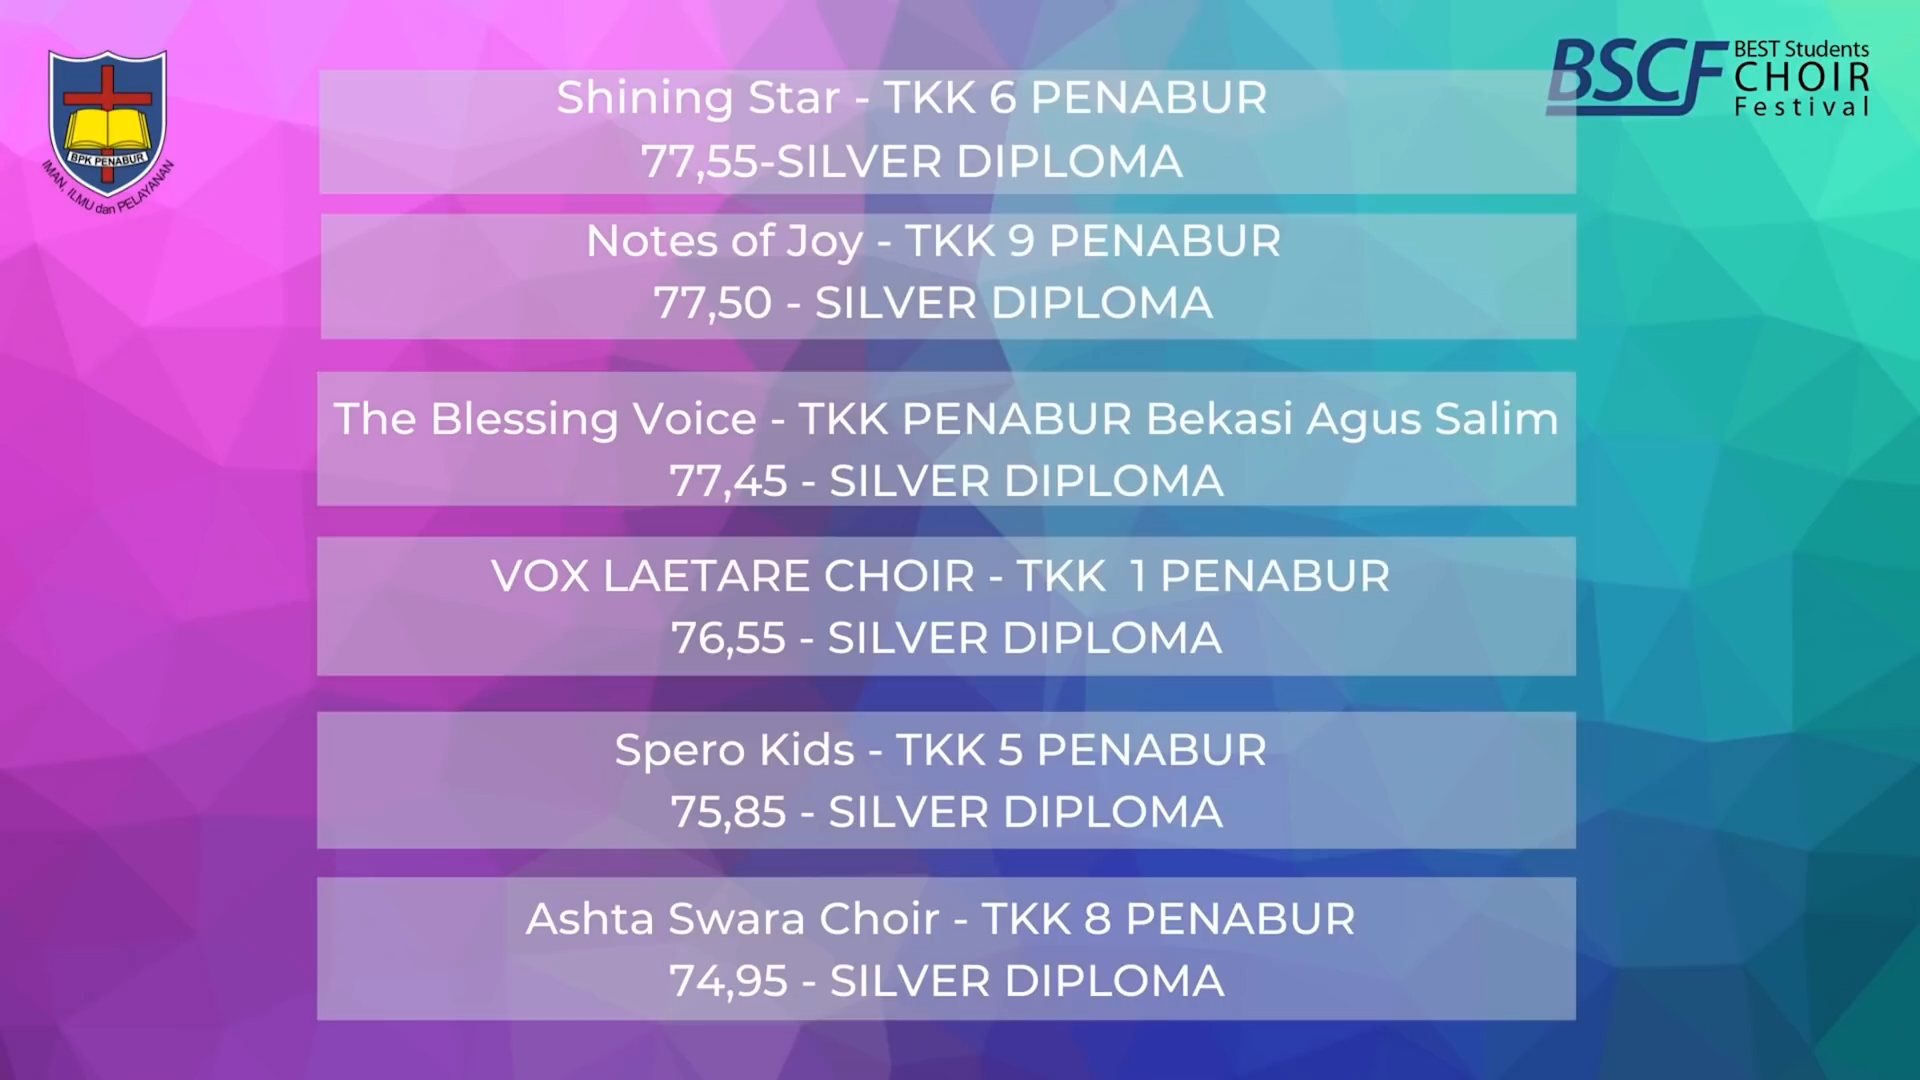 BPK PENABUR
IMAN, ILMU dan PELAYANAN
BSCF BEST Students
CHOIR
Festival
Shining Star - TKK 6 PENABUR
77,55-SILVER DIPLOMA
Notes of Joy - TKK 9 PENABUR
77,50 - SILVER DIPLOMA
The Blessing Voice - TKK PENABUR Bekasi Agus Salim
77,45 - SILVER DIPLOMA
VOX LAETARE CHOIR - TKK  1 PENABUR
76,55 - SILVER DIPLOMA
Spero Kids - TKK 5 PENABUR
75,85 - SILVER DIPLOMA
Ashta Swara Choir - TKK 8 PENABUR
74,95 - SILVER DIPLOMA